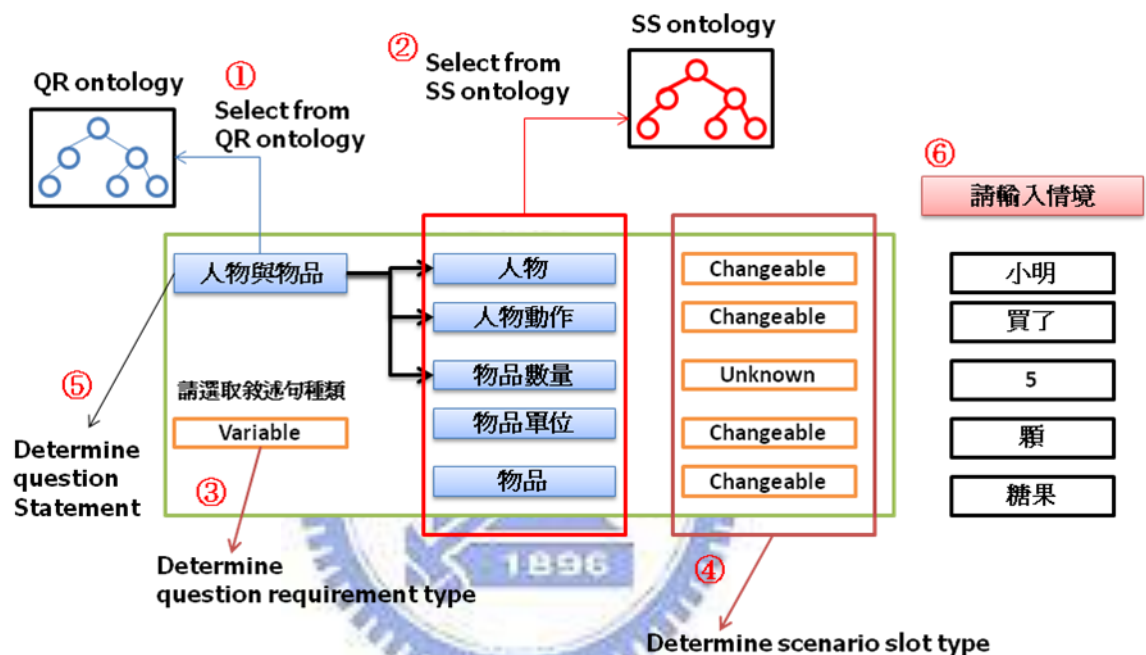 SS ontology
②
Select from
SS ontology
QR ontology
①
Select from
QR ontology
⑥
請輸入情境
人物與物品
人物
Changeable
小明
人物動作
Changeable
買了
物品數量
Unknown
5
請選取敘述句種類
Variable
物品單位
Changeable
顆
物品
Changeable
糖果
⑤
Determine
question
Statement
③
Determine
question requirement type
1896
④
Determine scenario slot type